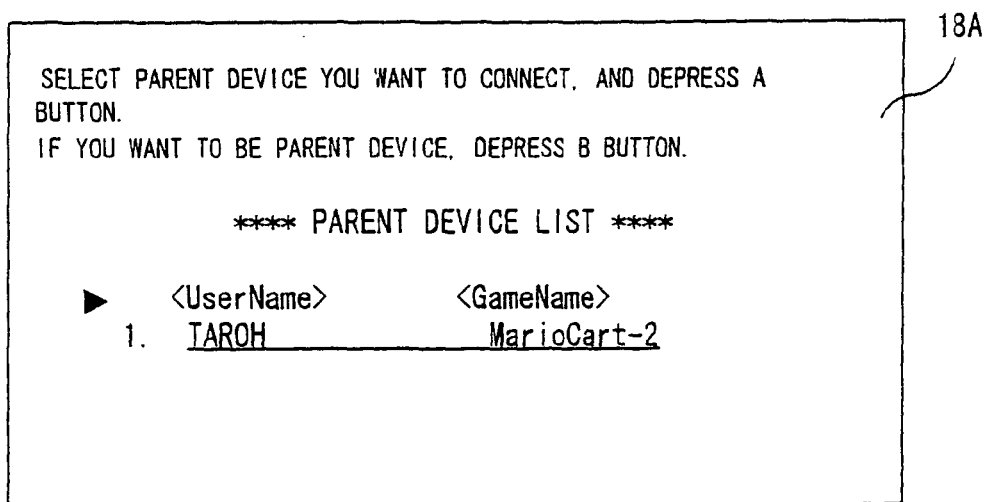 18A
SELECT PARENT DEVICE YOU WANT TO CONNECT, AND DEPRESS A
BUTTON.
IF YOU WANT TO BE PARENT DEVICE, DEPRESS B BUTTON.
**** PARENT DEVICE LIST ****
▶ <UserName> <GameName>
1. TAROH MarioCart-2